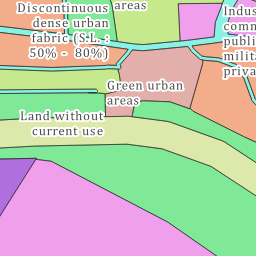 Discontinuous
dense urban
fabric (S.L. :
50% - 80%)
areas
Green urban
areas
Land without
current use
Indus
comm
publi
milita
priva